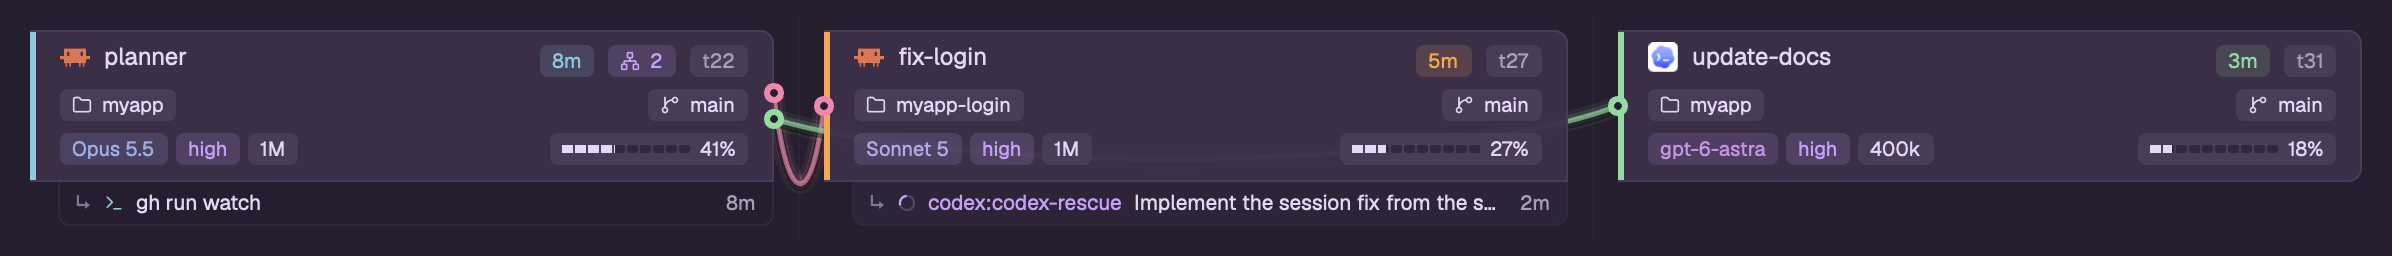 planner 8m 2 t22
myapp main
Opus 5.5 high 1M 41%
gh run watch 8m
fix-login 5m t27
myapp-login main
Sonnet 5 high 1M 27%
codex:codex-rescue Implement the session fix from the s... 2m
update-docs 3m t31
myapp main
gpt-6-astra high 400k 18%